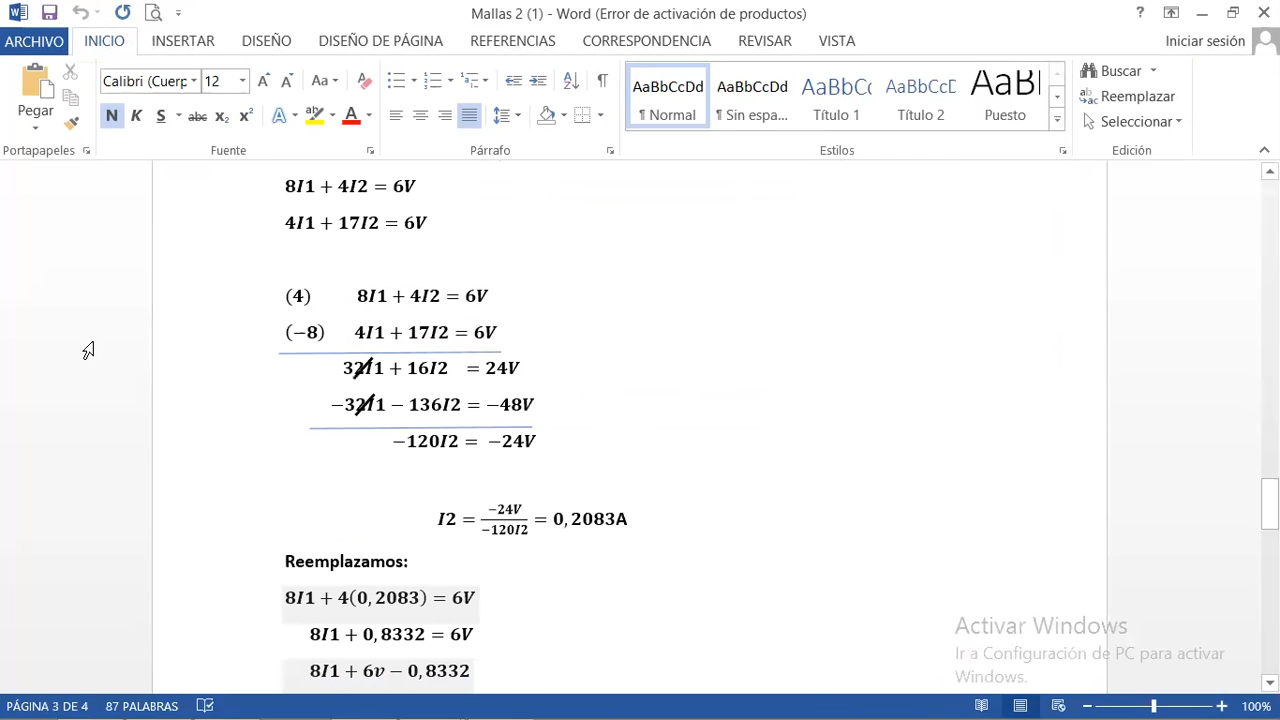 Mallas 2 (1) - Word (Error de activación de productos)
ARCHIVO INICIO INSERTAR DISEÑO DISEÑO DE PÁGINA REFERENCIAS CORRESPONDENCIA REVISAR VISTA Iniciar sesión
Pegar
Calibri (Cuerp 12
N K S abc x₂ x²
AaBbCcDd AaBbCcDd AaBbCc AaBbCcD AaB
¶ Normal ¶ Sin espa... Título 1 Título 2 Puesto
Buscar
Reemplazar
Seleccionar
Portapapeles Fuente Párrafo Estilos Edición
8I1 + 4I2 = 6V
4I1 + 17I2 = 6V
(4) 8I1 + 4I2 = 6V
(−8) 4I1 + 17I2 = 6V
32I1 + 16I2 = 24V
−32I1 − 136I2 = −48V
−120I2 = −24V
I2 = −24V / −120I2 = 0,2083A
Reemplazamos:
8I1 + 4(0,2083) = 6V
8I1 + 0,8332 = 6V
8I1 + 6v − 0,8332
Activar Windows
Ir a Configuración de PC para activar
Windows.
PÁGINA 3 DE 4 87 PALABRAS 100%